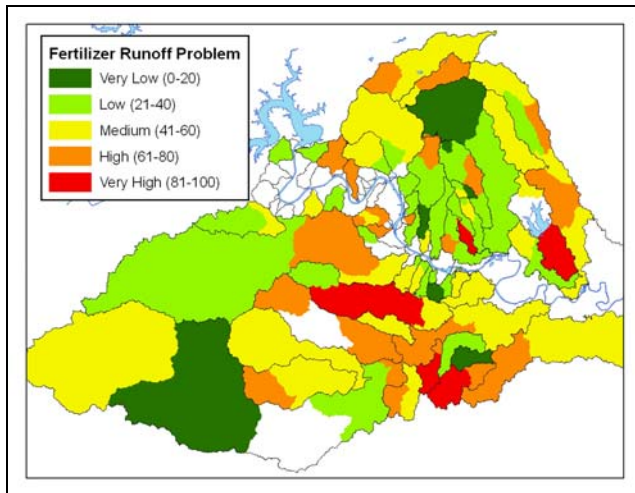 Fertilizer Runoff Problem
Very Low (0-20)
Low (21-40)
Medium (41-60)
High (61-80)
Very High (81-100)